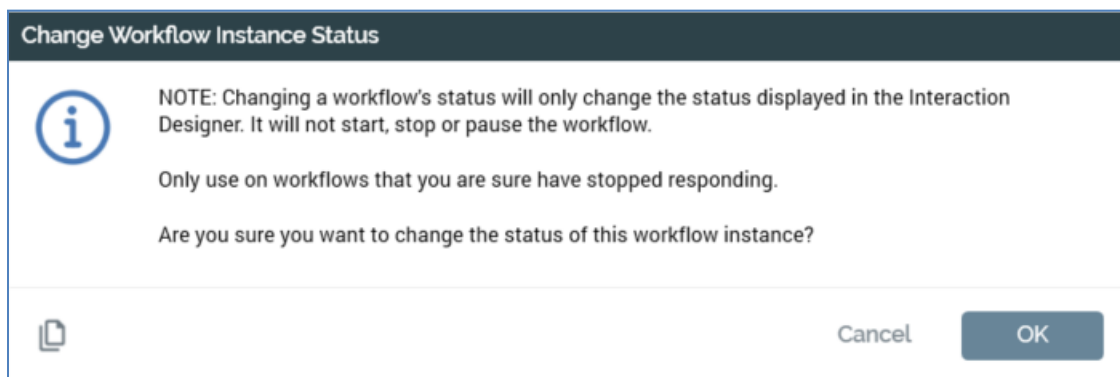 Change Workflow Instance Status
NOTE: Changing a workflow's status will only change the status displayed in the Interaction
Designer. It will not start, stop or pause the workflow.
Only use on workflows that you are sure have stopped responding.
Are you sure you want to change the status of this workflow instance?
Cancel OK